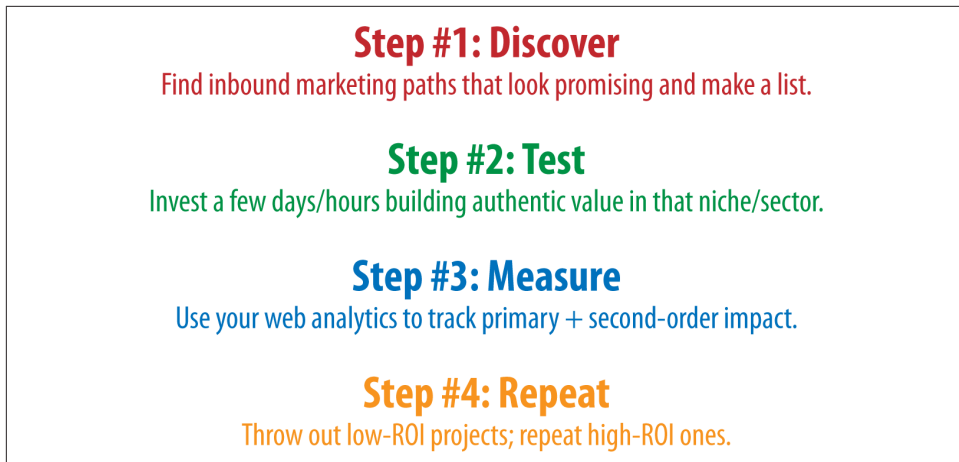 Step #1: Discover
Find inbound marketing paths that look promising and make a list.
Step #2: Test
Invest a few days/hours building authentic value in that niche/sector.
Step #3: Measure
Use your web analytics to track primary + second-order impact.
Step #4: Repeat
Throw out low-ROI projects; repeat high-ROI ones.